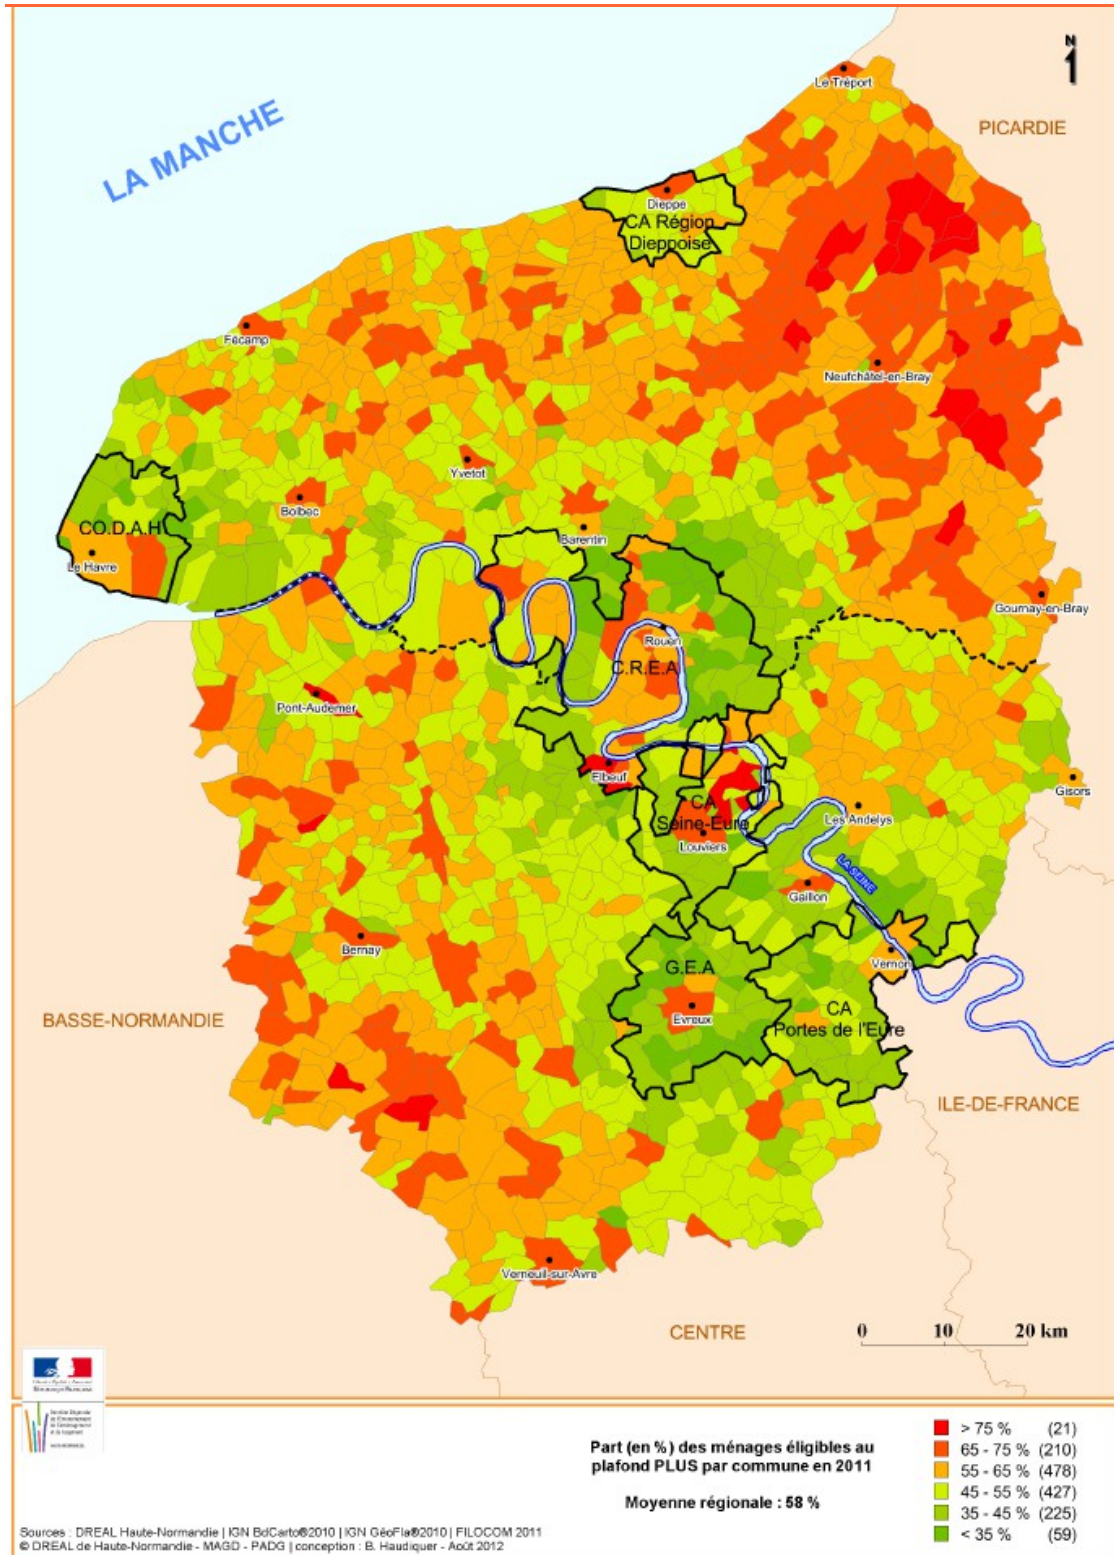 N
1
Le Tréport
PICARDIE
LA MANCHE
Dieppe
CA Région
Dieppoise
Fécamp
Neufchâtel-en-Bray
Yvetot
Bolbec
CO.D.A.H
Barentin
Le Havre
Gournay-en-Bray
Rouen
C.R.E.A
Pont-Audemer
Elbeuf
Gisors
CA
Seine-Eure
Les Andelys
Louviers
LA SEINE
Gaillon
Bernay
Vernon
G.E.A
BASSE-NORMANDIE
Evreux
CA
Portes de l'Eure
ILE-DE-FRANCE
Verneuil-sur-Avre
CENTRE
0 10 20 km
Part (en %) des ménages éligibles au
plafond PLUS par commune en 2011
Moyenne régionale : 58 %
> 75 % (21)
65 - 75 % (210)
55 - 65 % (478)
45 - 55 % (427)
35 - 45 % (225)
< 35 % (59)
Sources : DREAL Haute-Normandie | IGN BdCarto®2010 | IGN GéoFla®2010 | FILOCOM 2011
© DREAL de Haute-Normandie - MAGD - PADG | conception : B. Haudiquer - Août 2012